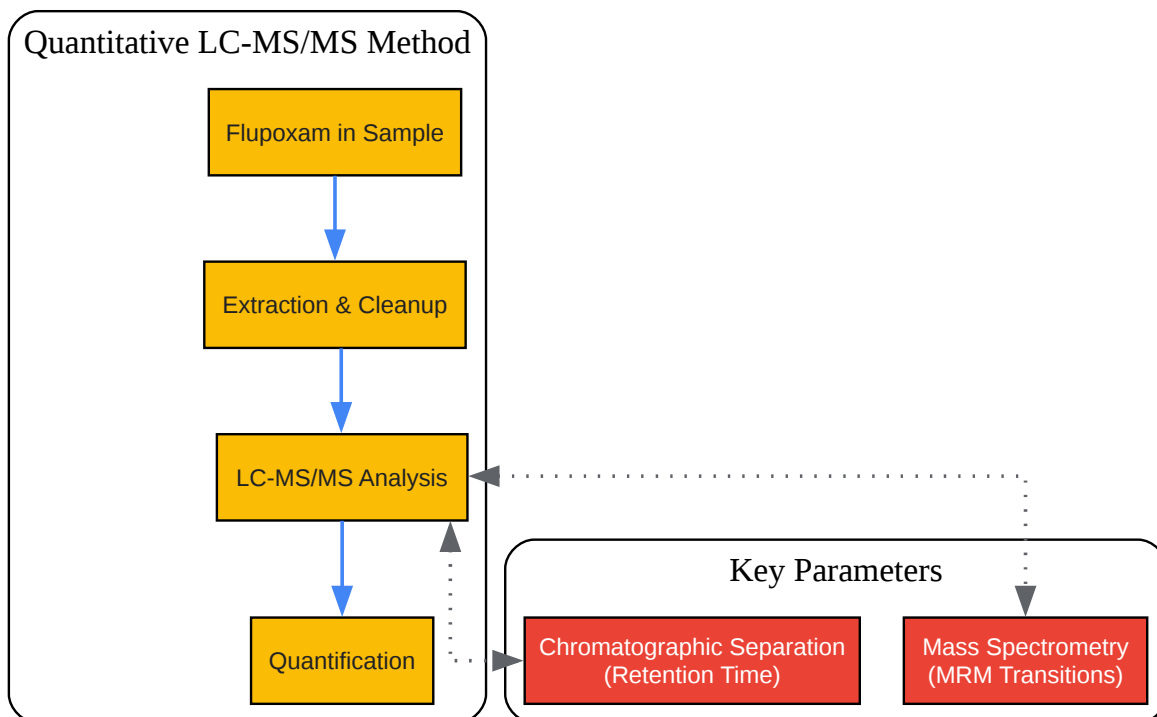 Quantitative LC-MS/MS Method
Flupoxam in Sample
Extraction & Cleanup
LC-MS/MS Analysis
Quantification
Key Parameters
Chromatographic Separation
(Retention Time)
Mass Spectrometry
(MRM Transitions)